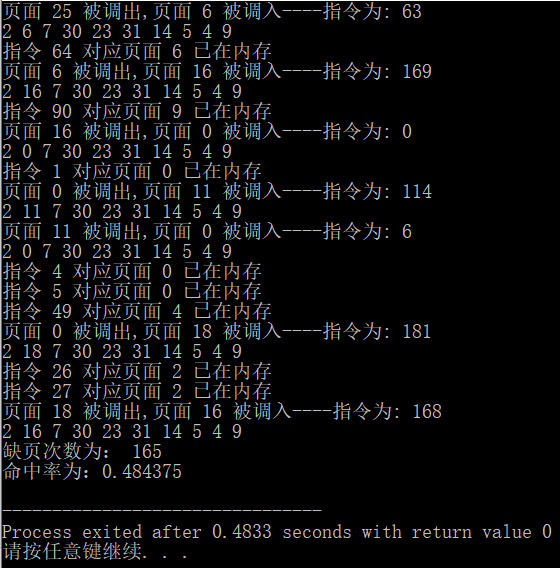 页面 25 被调出,页面 6 被调入----指令为: 63
2 6 7 30 23 31 14 5 4 9
指令 64 对应页面 6 已在内存
页面 6 被调出,页面 16 被调入----指令为: 169
2 16 7 30 23 31 14 5 4 9
指令 90 对应页面 9 已在内存
页面 16 被调出,页面 0 被调入----指令为: 0
2 0 7 30 23 31 14 5 4 9
指令 1 对应页面 0 已在内存
页面 0 被调出,页面 11 被调入----指令为: 114
2 11 7 30 23 31 14 5 4 9
页面 11 被调出,页面 0 被调入----指令为: 6
2 0 7 30 23 31 14 5 4 9
指令 4 对应页面 0 已在内存
指令 5 对应页面 0 已在内存
指令 49 对应页面 4 已在内存
页面 0 被调出,页面 18 被调入----指令为: 181
2 18 7 30 23 31 14 5 4 9
指令 26 对应页面 2 已在内存
指令 27 对应页面 2 已在内存
页面 18 被调出,页面 16 被调入----指令为: 168
2 16 7 30 23 31 14 5 4 9
缺页次数为: 165
命中率为: 0.484375
--------------------------------
Process exited after 0.4833 seconds with return value 0
请按任意键继续. . .